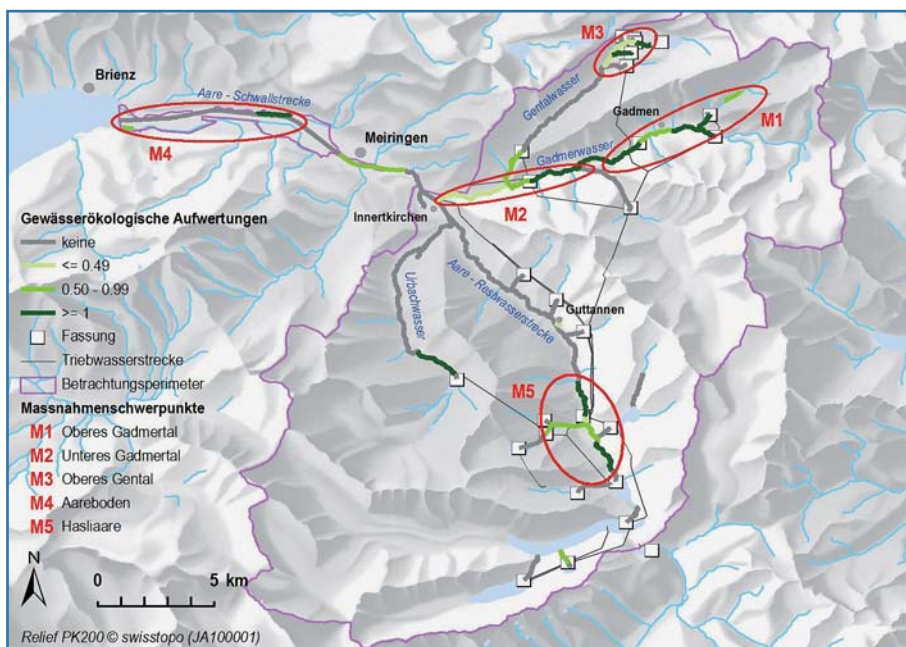 M3
Brienz
Aare - Schwallstrecke
Gentalwasser
Gadmen
M1
M4
Meiringen
Gadmerwasser
M2
Innertkirchen
Gewässerökologische Aufwertungen
keine
<= 0.49
0.50 - 0.99
>= 1
Fassung
Triebwasserstrecke
Betrachtungsperimeter
Urbachwasser
Aare - Restwasserstrecke
Guttannen
M5
Massnahmenschwerpunkte
M1 Oberes Gadmertal
M2 Unteres Gadmertal
M3 Oberes Gental
M4 Aareboden
M5 Hasliaare
N
0 5 km
Relief PK200 © swisstopo (JA100001)